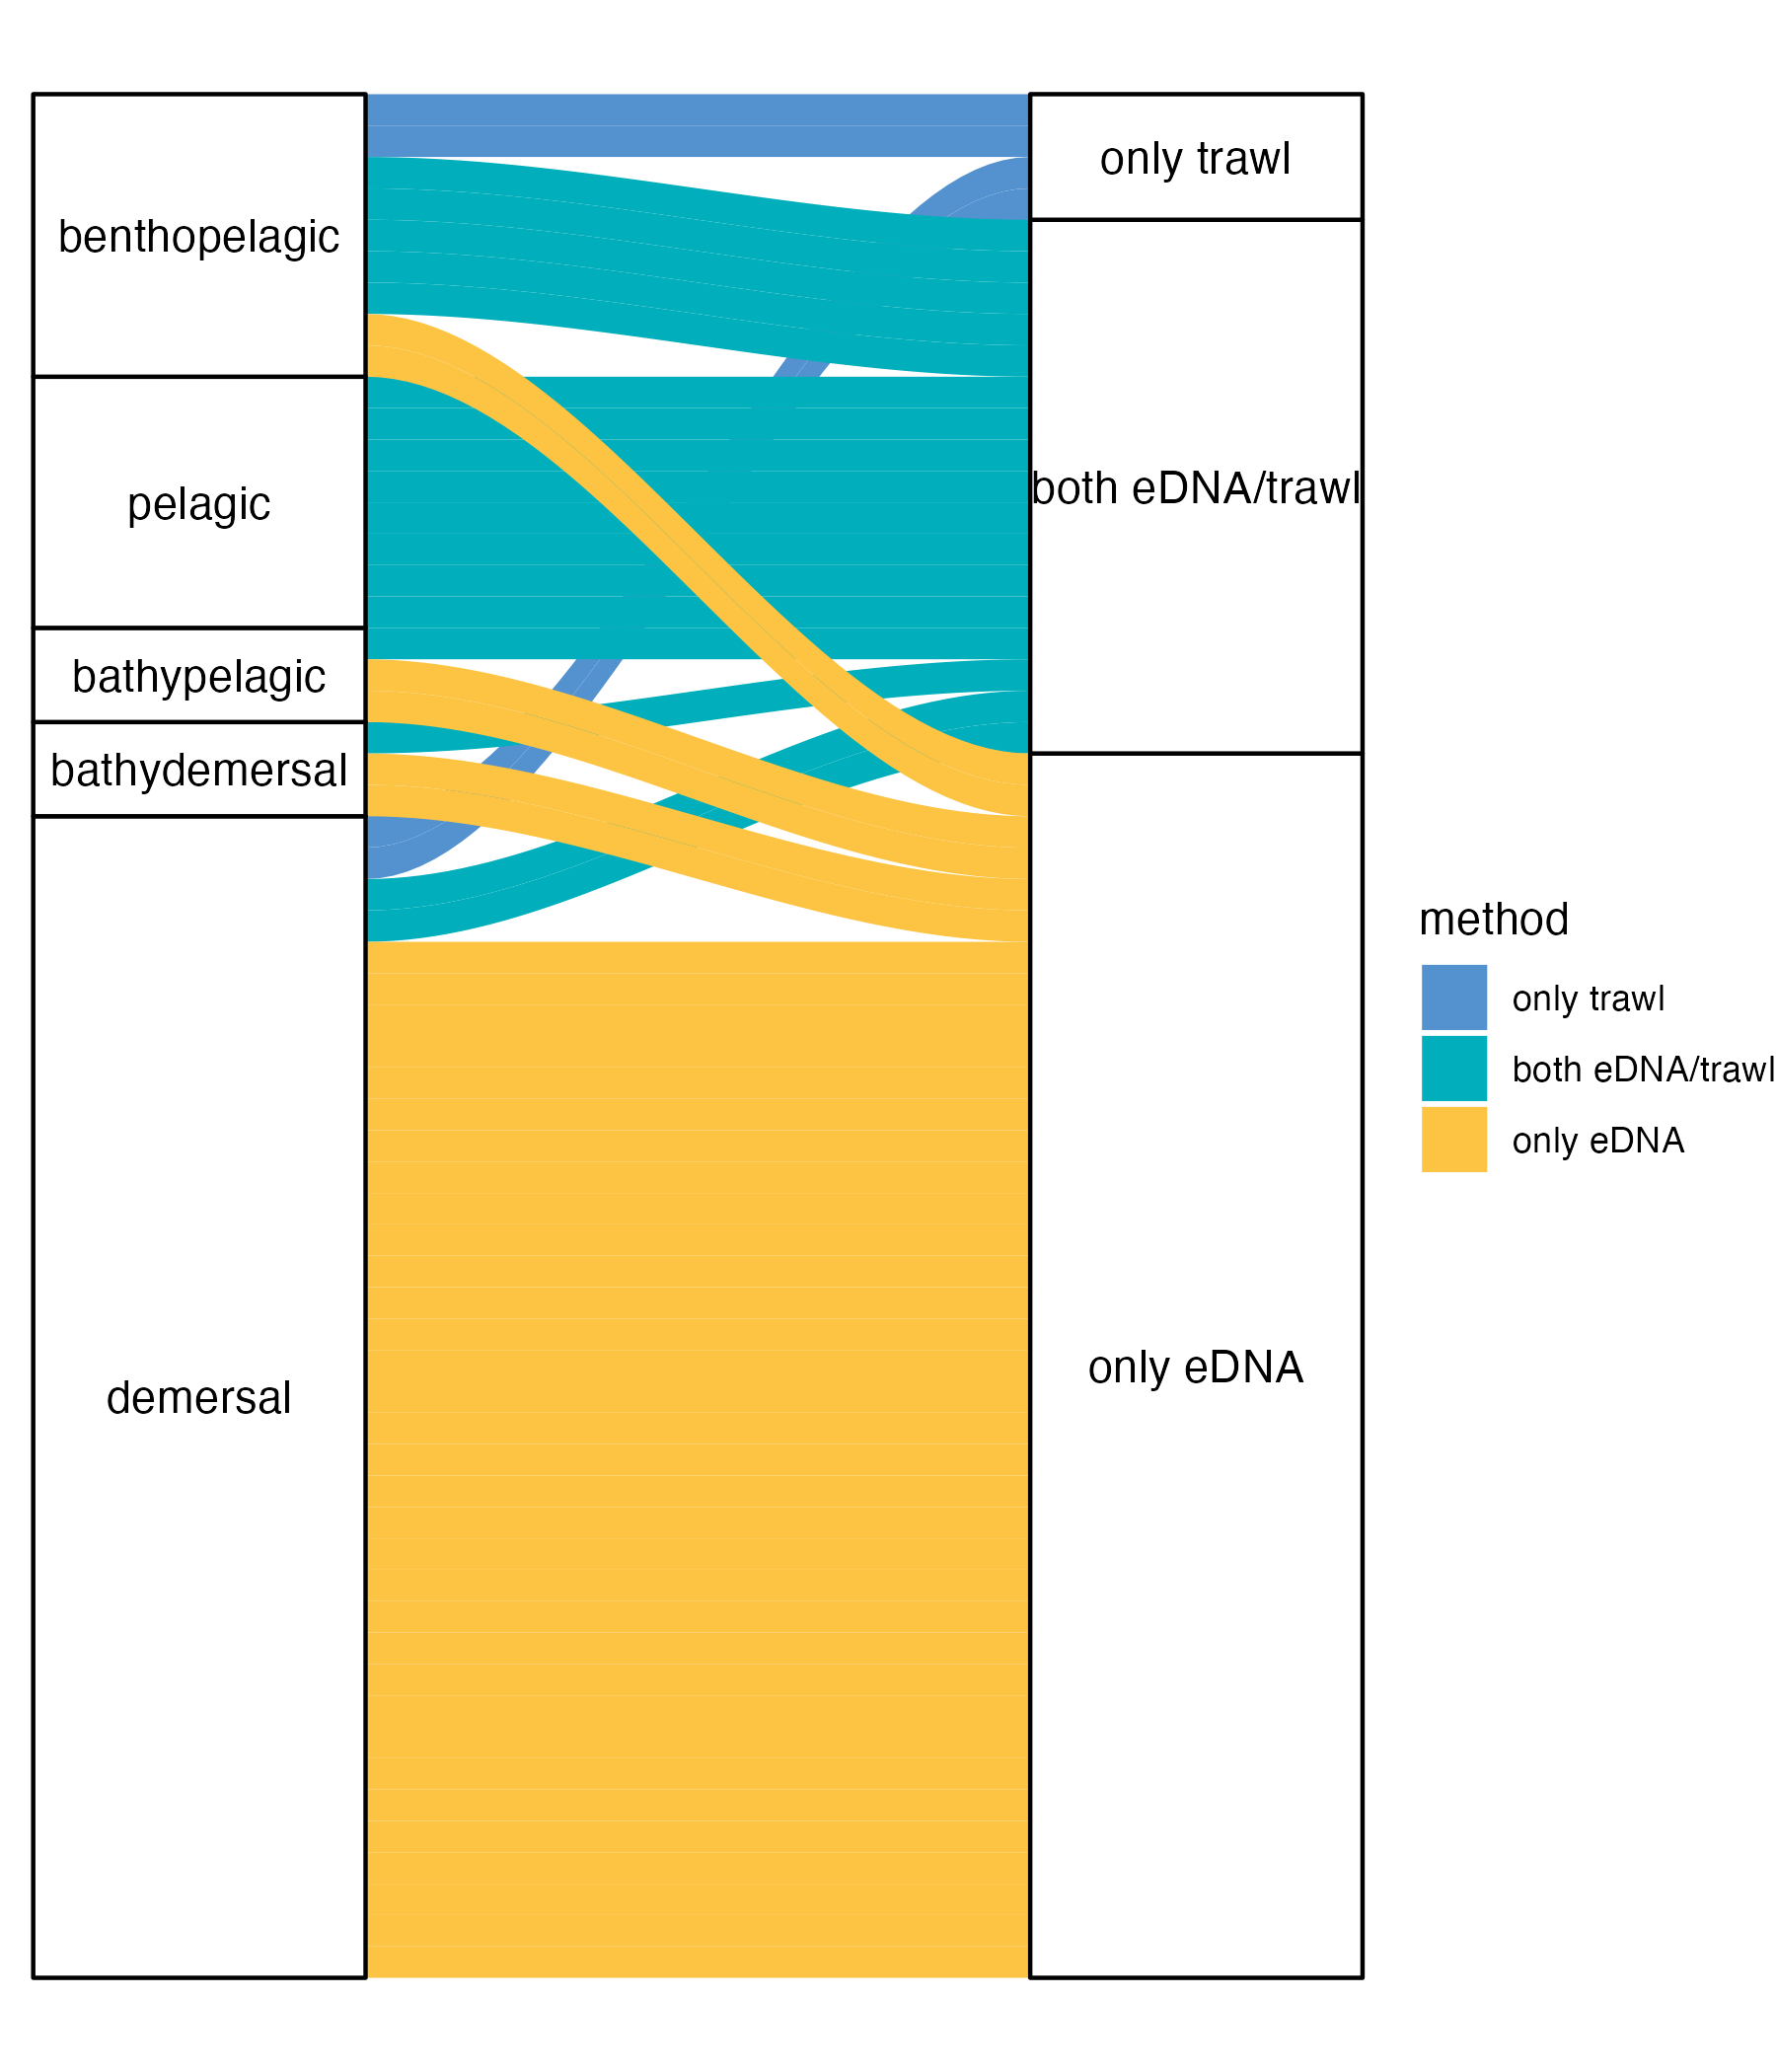 benthopelagic
pelagic
bathypelagic
bathydemersal
demersal
only trawl
both eDNA/trawl
only eDNA
method
only trawl
both eDNA/trawl
only eDNA